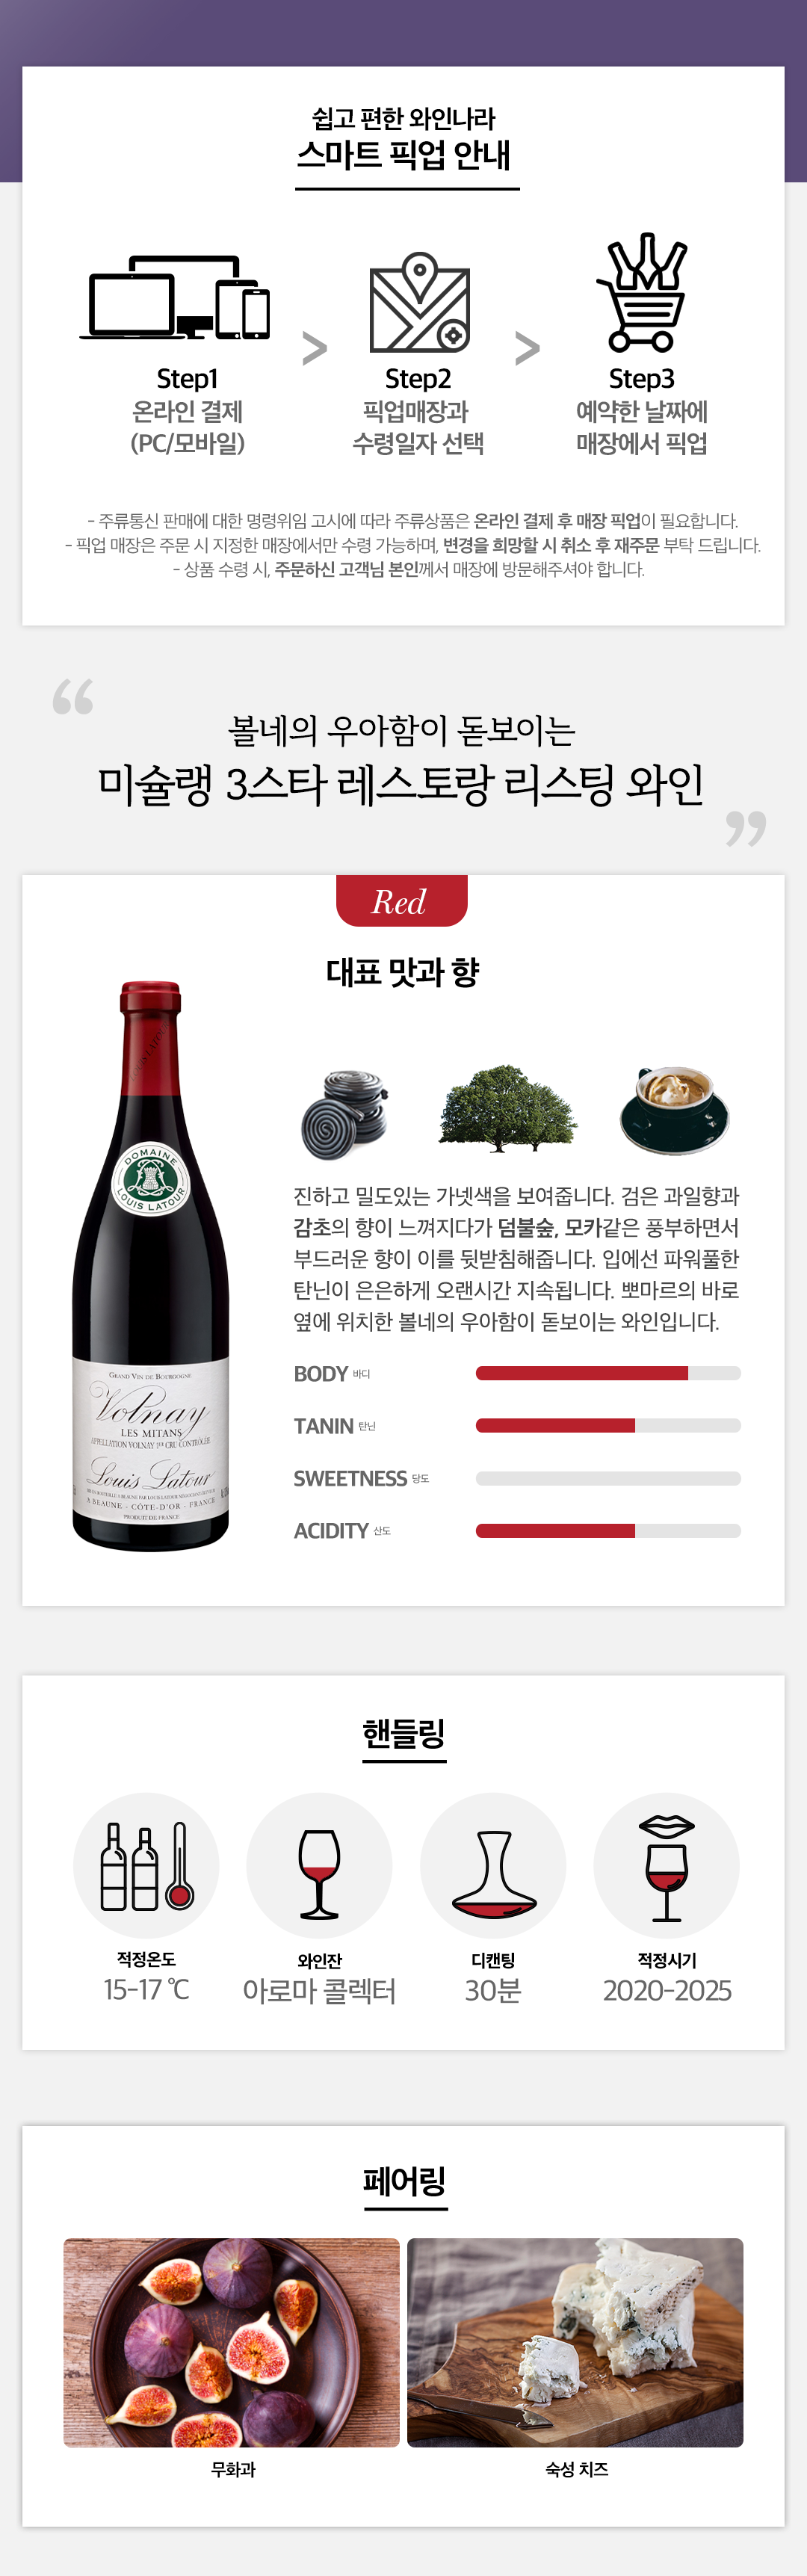 쉽고 편한 와인나라
스마트 픽업 안내
>
>
Step1
온라인 결제
(PC/모바일)
Step2
픽업매장과
수령일자 선택
Step3
예약한 날짜에
매장에서 픽업
- 주류통신 판매에 대한 명령위임 고시에 따라 주류상품은 온라인 결제 후 매장 픽업이 필요합니다.
- 픽업 매장은 주문 시 지정한 매장에서만 수령 가능하며, 변경을 희망할 시 취소 후 재주문 부탁 드립니다.
- 상품 수령 시, 주문하신 고객님 본인께서 매장에 방문해주셔야 합니다.
“
볼네의 우아함이 돋보이는
미슐랭 3스타 레스토랑 리스팅 와인
”
Red
대표 맛과 향
LOUIS LATOUR
DOMAINE
LOUIS LATOUR
GRAND VIN DE BOURGOGNE
Volnay
LES MITANS
APPELLATION VOLNAY 1ER CRU CONTRÔLÉE
Louis Latour
A BEAUNE - CÔTE-D'OR - FRANCE
PRODUIT DE FRANCE
진하고 밀도있는 가넷색을 보여줍니다. 검은 과일향과
감초의 향이 느껴지다가 덤불숲, 모카같은 풍부하면서
부드러운 향이 이를 뒷받침해줍니다. 입에선 파워풀한
탄닌이 은은하게 오랜시간 지속됩니다. 뽀마르의 바로
옆에 위치한 볼네의 우아함이 돋보이는 와인입니다.
BODY 바디
TANIN 탄닌
SWEETNESS 당도
ACIDITY 산도
핸들링
적정온도
15-17 ℃
와인잔
아로마 콜렉터
디캔팅
30분
적정시기
2020-2025
페어링
무화과
숙성 치즈